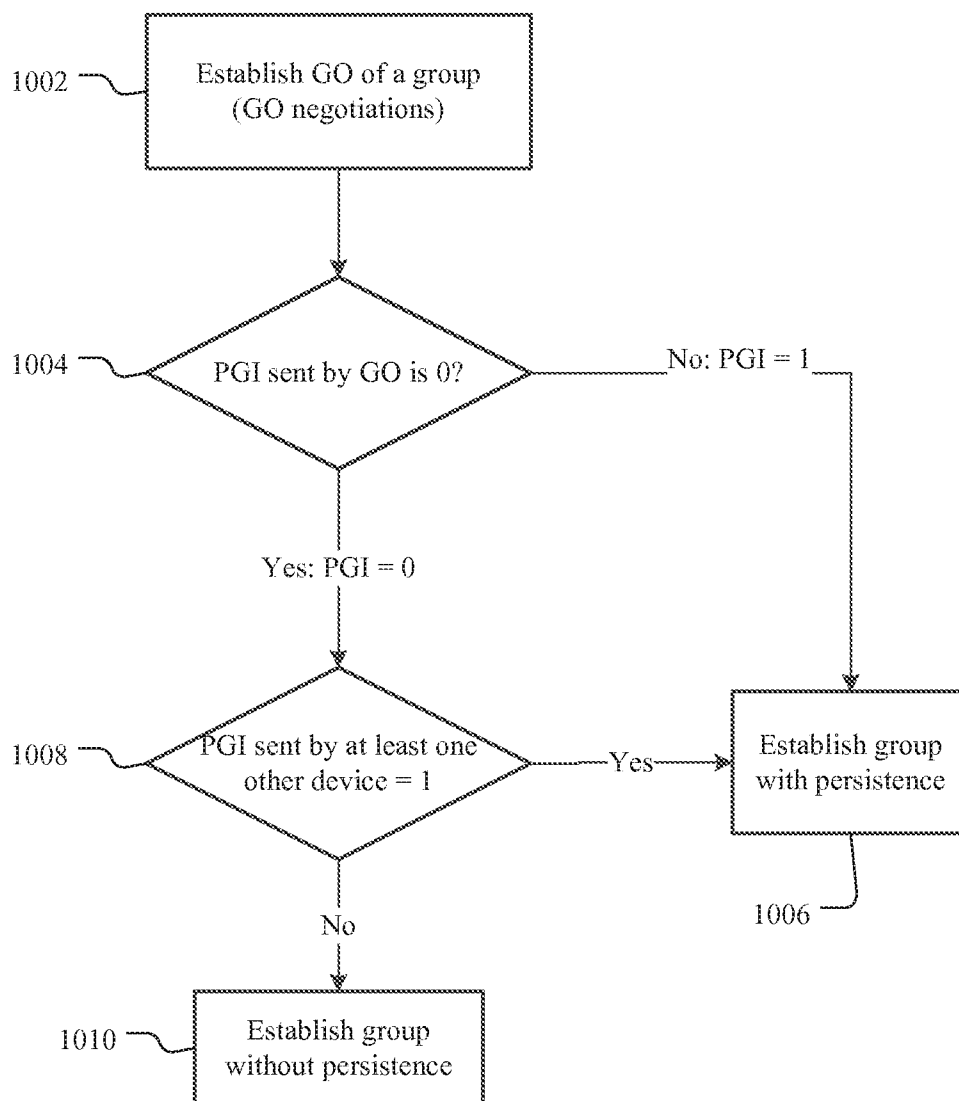 1002
Establish GO of a group
(GO negotiations)
1004
PGI sent by GO is 0?
No: PGI = 1
Yes: PGI = 0
1008
PGI sent by at least one
other device = 1
Yes
Establish group
with persistence
1006
No
1010
Establish group
without persistence